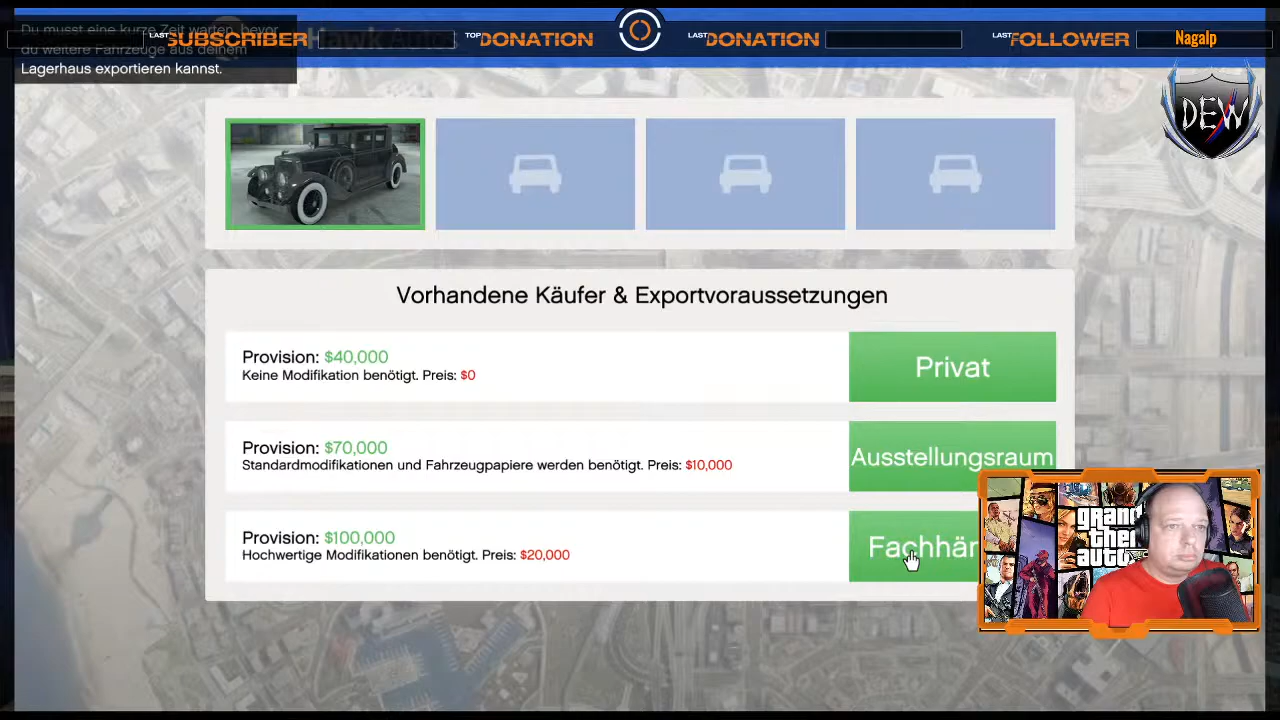 Du musst eine kurze Zeit warten, bevor
du weitere Fahrzeuge aus deinem
Lagerhaus exportieren kannst.
LAST SUBSCRIBER
TOP DONATION
LAST DONATION
LAST FOLLOWER
Nagalp
DEW
Vorhandene Käufer & Exportvoraussetzungen
Provision: $40,000
Keine Modifikation benötigt. Preis: $0
Privat
Provision: $70,000
Standardmodifikationen und Fahrzeugpapiere werden benötigt. Preis: $10,000
Ausstellungsraum
Provision: $100,000
Hochwertige Modifikationen benötigt. Preis: $20,000
Fachhän
grand
thef
auto